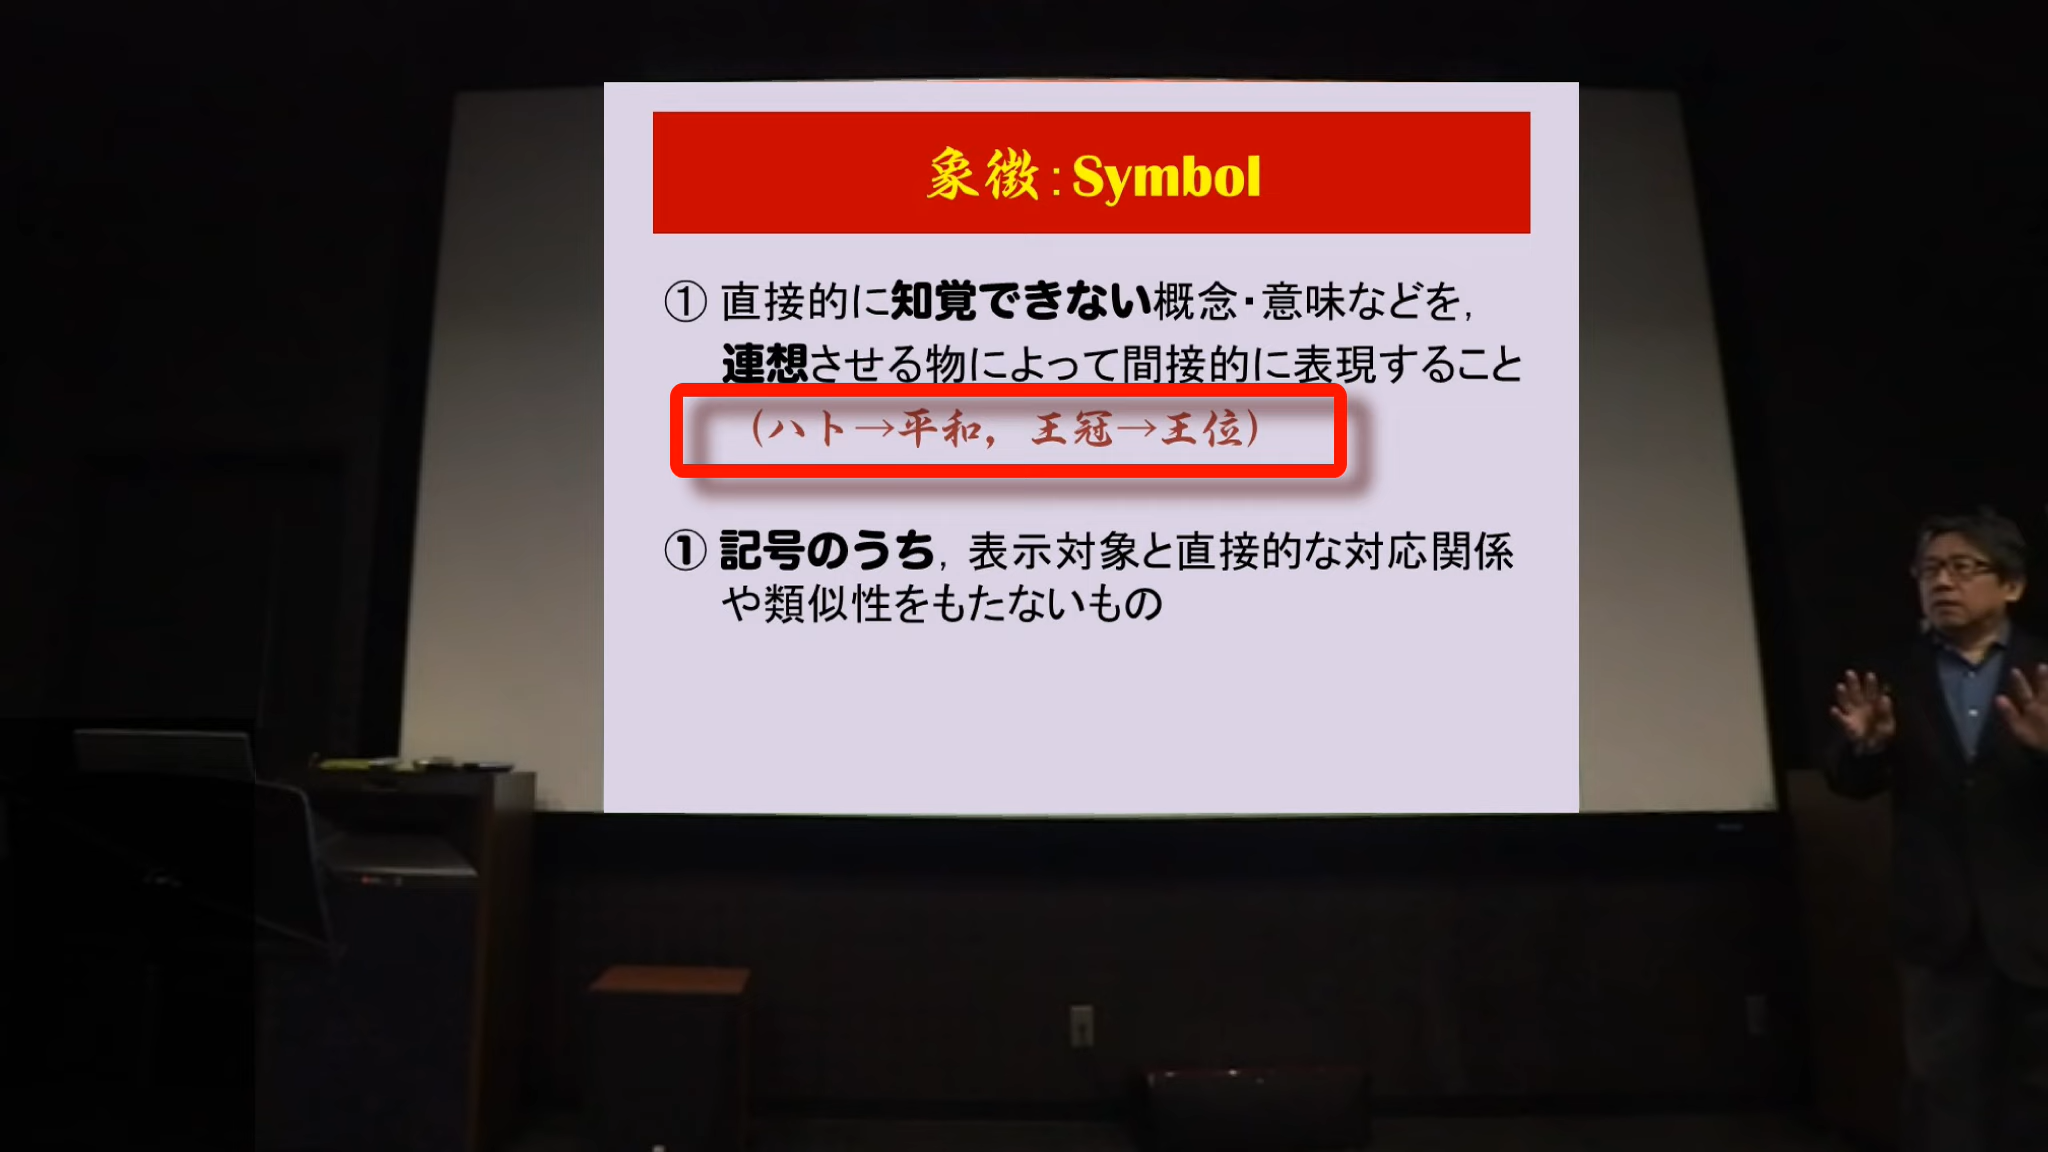 象徴：Symbol
① 直接的に知覚できない概念・意味などを，
連想させる物によって間接的に表現すること
（ハト→平和，王冠→王位）
① 記号のうち，表示対象と直接的な対応関係
や類似性をもたないもの